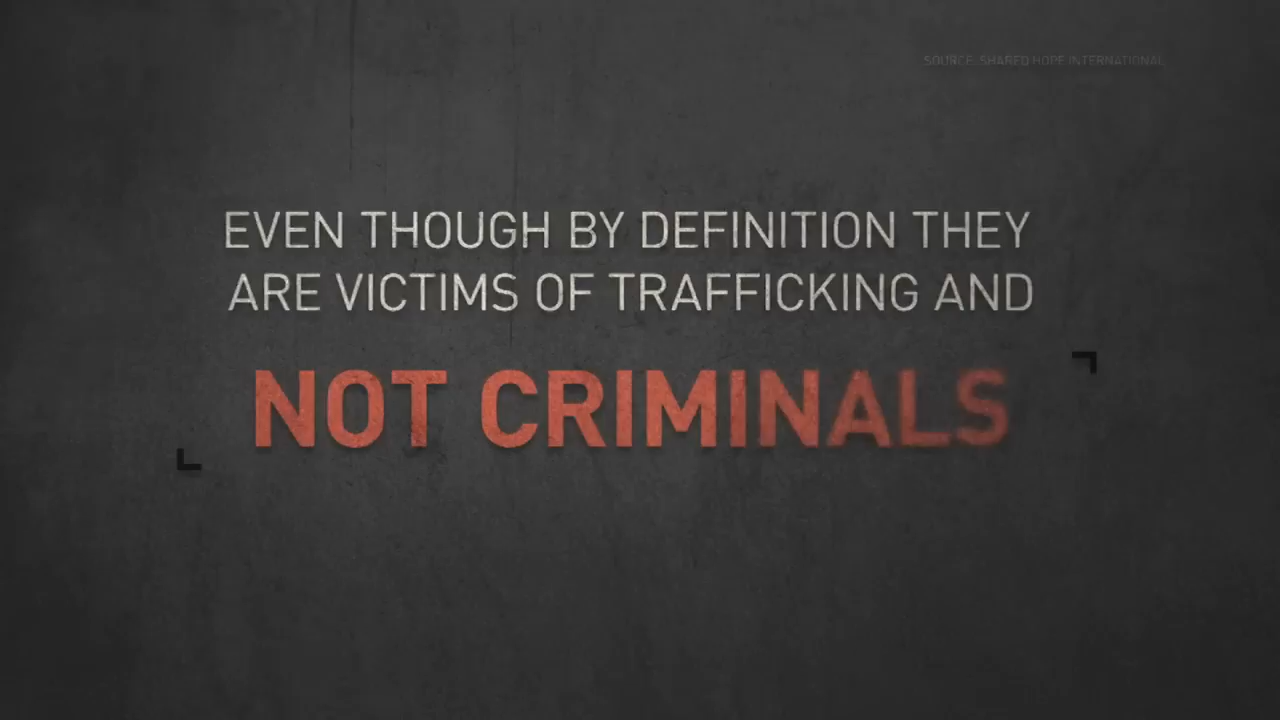 SOURCE: SHARED HOPE INTERNATIONAL
EVEN THOUGH BY DEFINITION THEY
ARE VICTIMS OF TRAFFICKING AND
NOT CRIMINALS